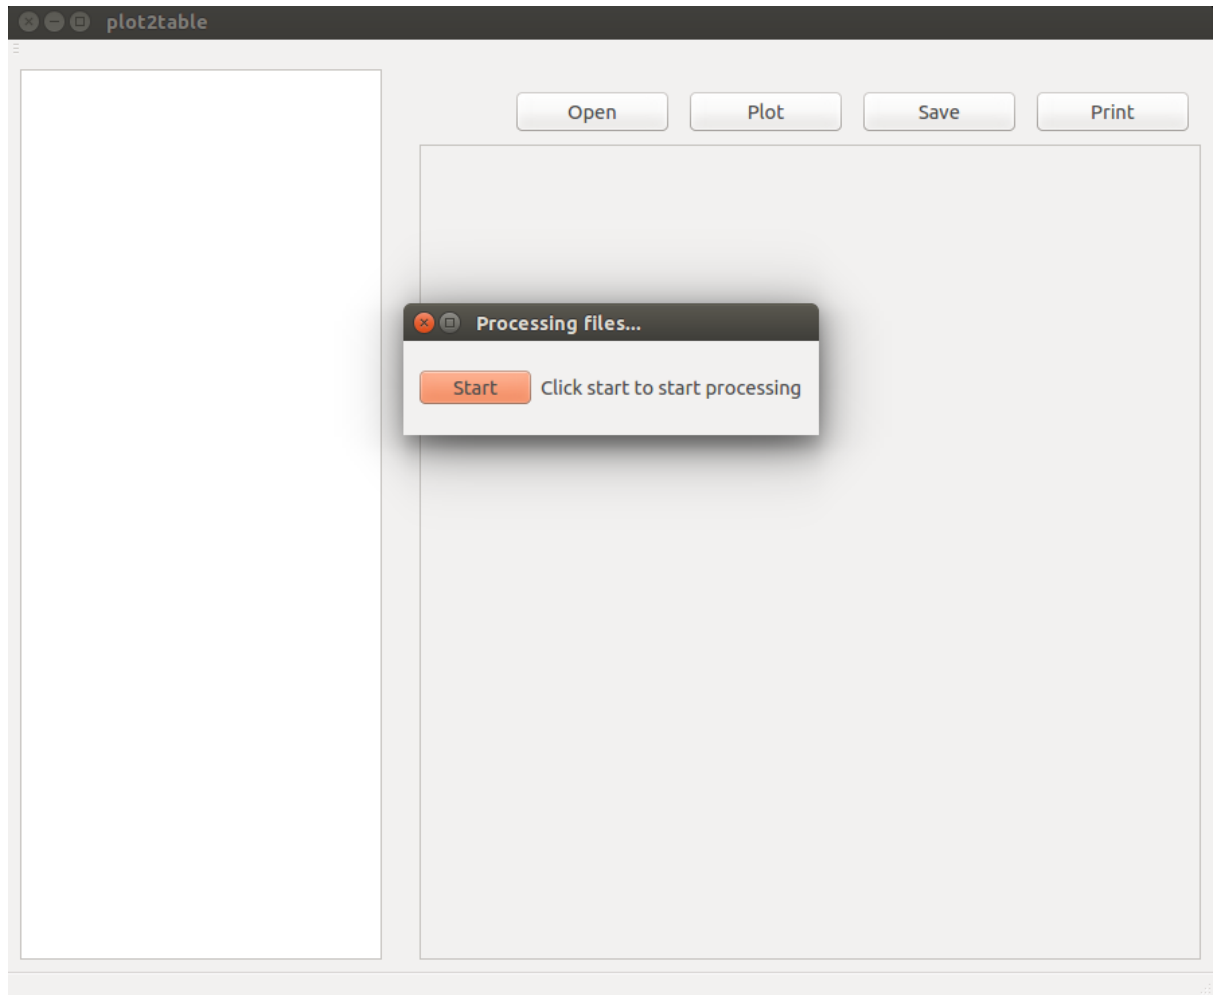 plot2table
Open
Plot
Save
Print
Processing files...
Start
Click start to start processing